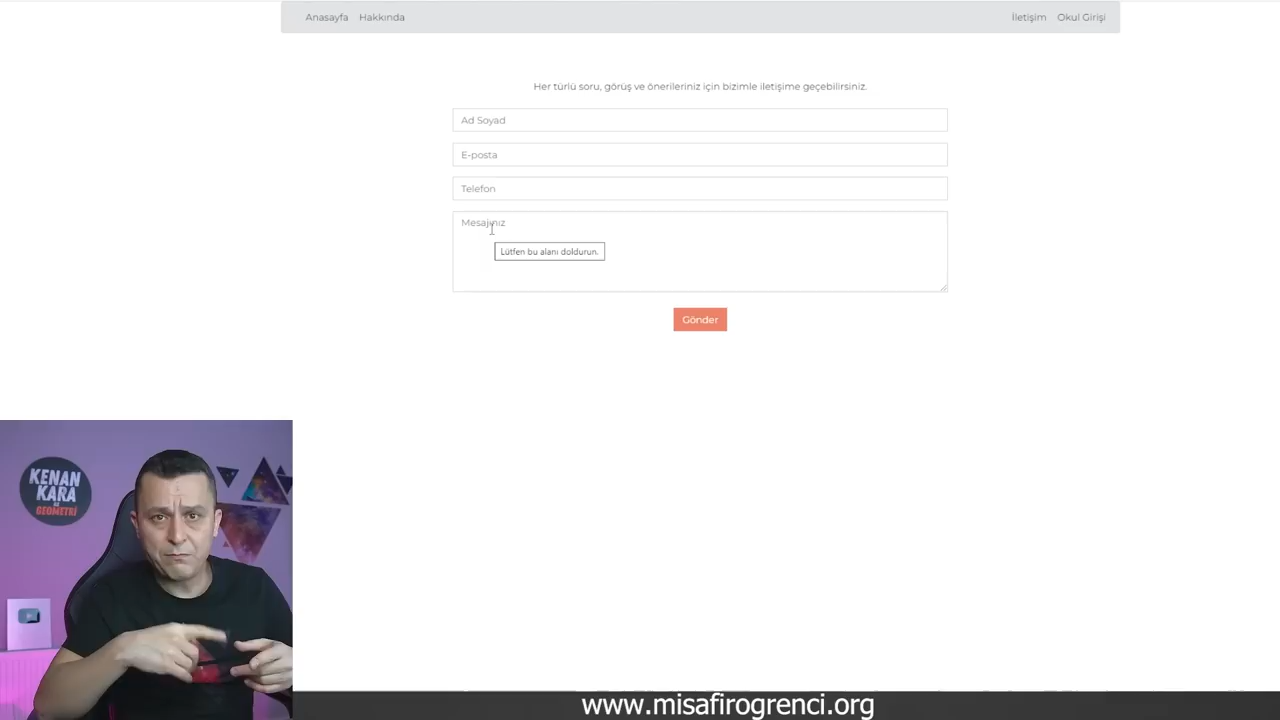 Anasayfa Hakkında İletişim Okul Girişi
Her türlü soru, görüş ve önerileriniz için bizimle iletişime geçebilirsiniz.
Ad Soyad
E-posta
Telefon
Mesajınız
Lütfen bu alanı doldurun.
Gönder
KENAN
KARA
ile
GEOMETRİ
www.misafirogrenci.org